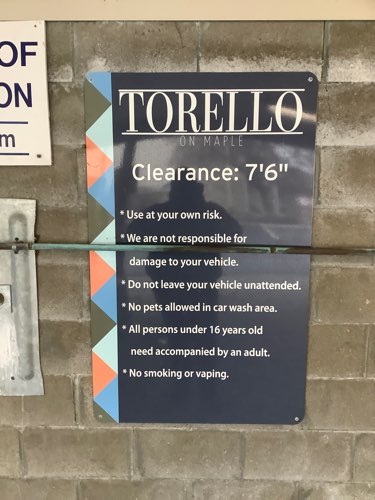 OF
ON
m
TORELLO
ON MAPLE
Clearance: 7'6"
* Use at your own risk.
* We are not responsible for
damage to your vehicle.
* Do not leave your vehicle unattended.
* No pets allowed in car wash area.
* All persons under 16 years old
need accompanied by an adult.
* No smoking or vaping.